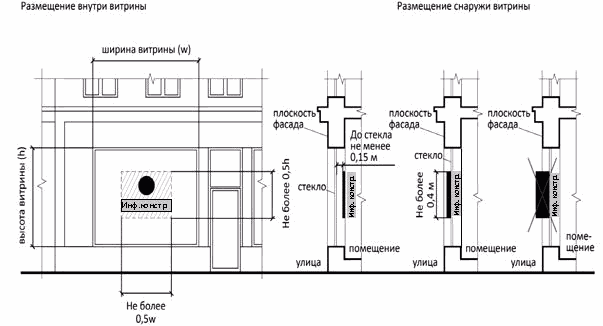 Размещение внутри витрины
Размещение снаружи витрины
ширина витрины (w)
высота витрины (h)
Инф.констр.
Не более 0,5h
Не более
0,5w
плоскость
фасада
До стекла
не менее
0,15 м
стекло
Инф. констр.
помещение
улица
плоскость
фасада
стекло
Не более
0,4 м
Инф. констр.
помещение
улица
плоскость
фасада
Инф. констр.
поме-
щение
улица